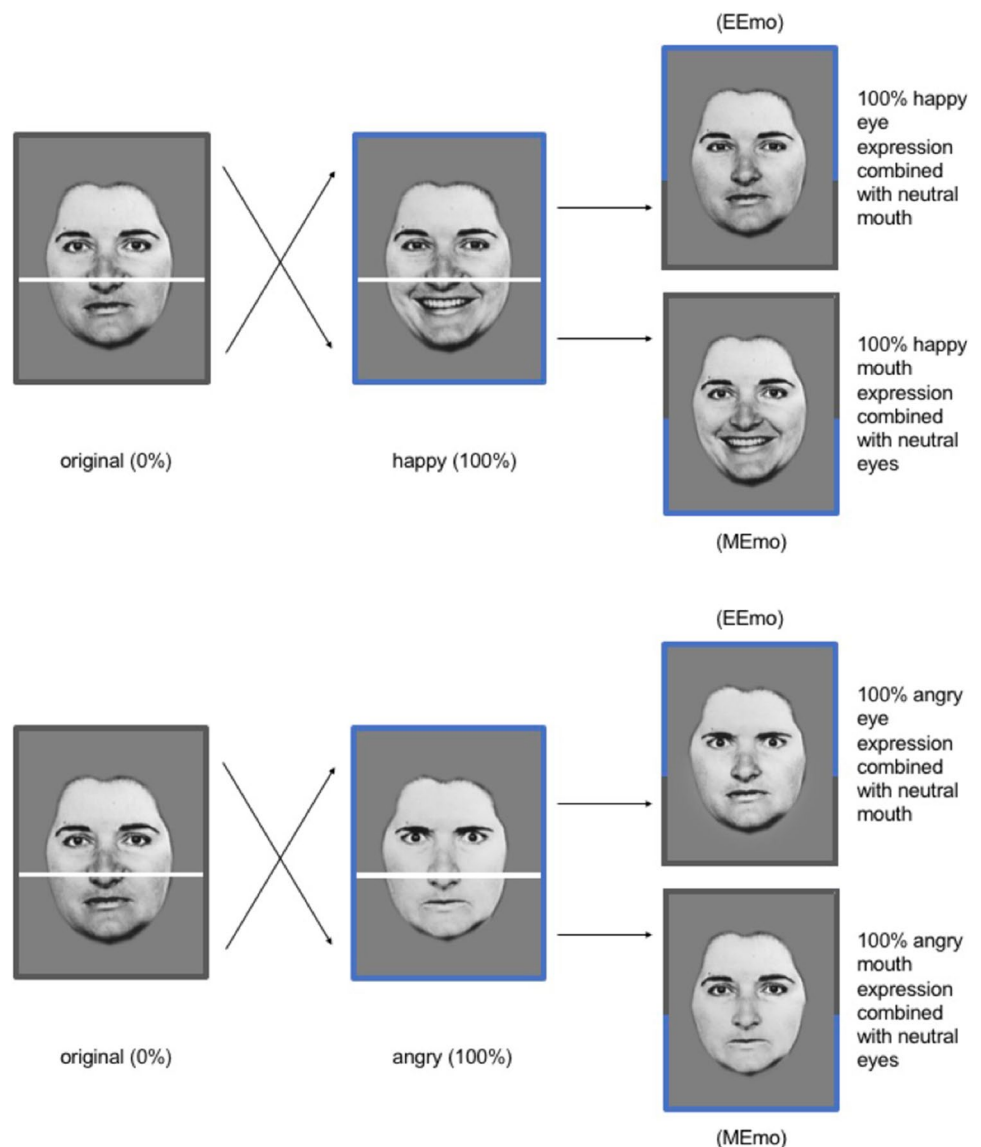 (EEmo)
100% happy
eye
expression
combined
with neutral
mouth
original (0%)
happy (100%)
100% happy
mouth
expression
combined
with neutral
eyes
(MEmo)
(EEmo)
100% angry
eye
expression
combined
with neutral
mouth
original (0%)
angry (100%)
100% angry
mouth
expression
combined
with neutral
eyes
(MEmo)